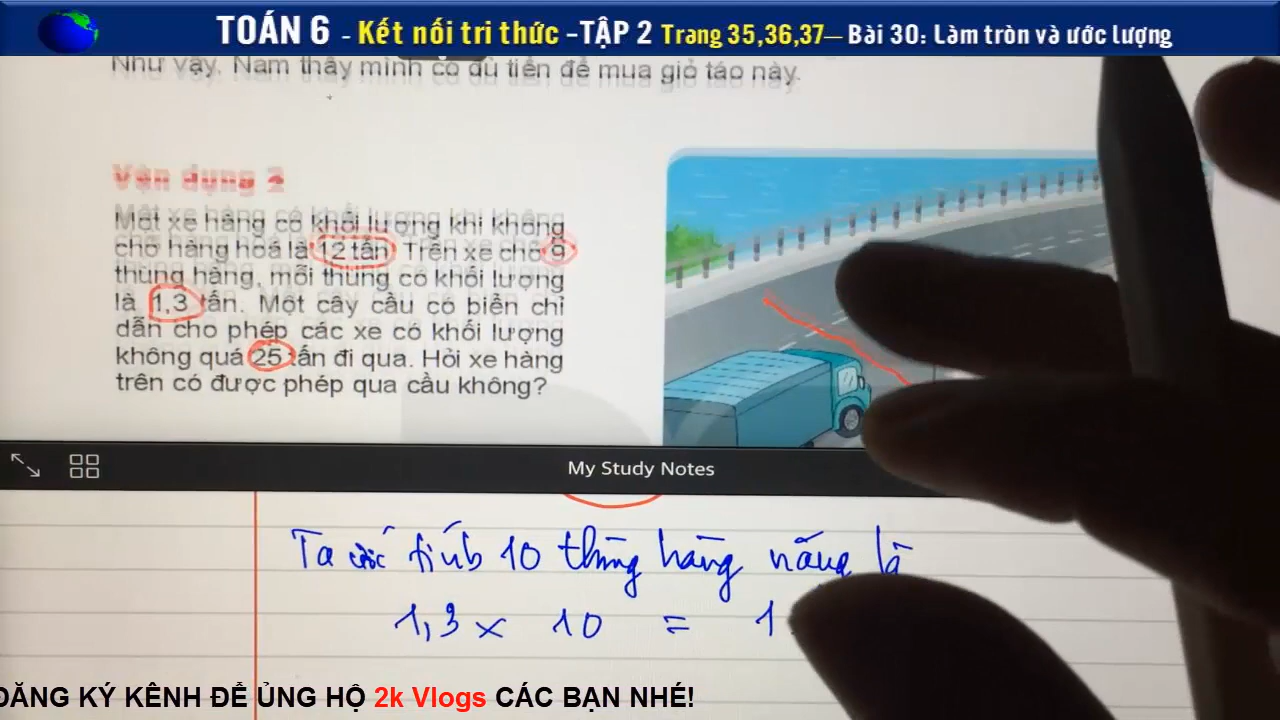 TOÁN 6 - Kết nối tri thức -TẬP 2 Trang 35,36,37- Bài 30: Làm tròn và ước lượng
Như vậy, Nam thấy mình có đủ tiền để mua giỏ táo này.
Vận dụng 2
Một xe hàng có khối lượng khi không
chở hàng hoá là 12 tấn. Trên xe chở 9
thùng hàng, mỗi thùng có khối lượng
là 1,3 tấn. Một cây cầu có biển chỉ
dẫn cho phép các xe có khối lượng
không quá 25 tấn đi qua. Hỏi xe hàng
trên có được phép qua cầu không?
My Study Notes
Ta ước tính 10 thùng hàng nặng là
1,3 x 10 = 1
ĐĂNG KÝ KÊNH ĐỂ ỦNG HỘ 2k Vlogs CÁC BẠN NHÉ!